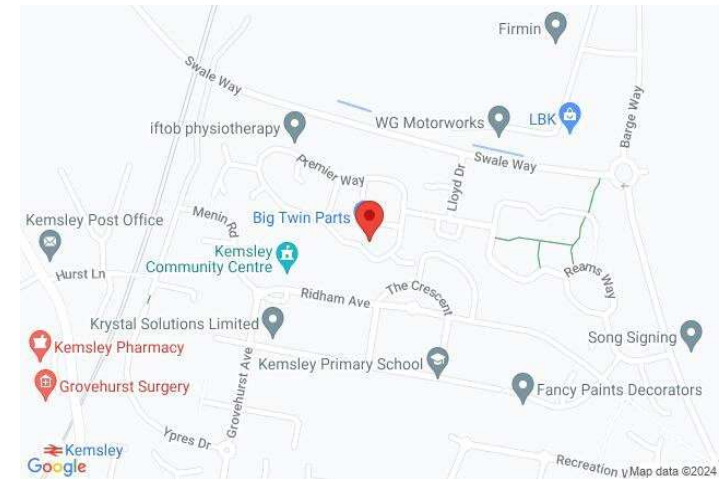 Firmin
Swale Way
Barge Way
iftob physiotherapy
WG Motorworks
LBK
Swale Way
Premier Way
Lloyd Dr
Kemsley Post Office
Menin Rd
Big Twin Parts
Kemsley
Community Centre
Hurst Ln
Reams Way
Ridham Ave
The Crescent
Krystal Solutions Limited
Song Signing
Kemsley Pharmacy
Kemsley Primary School
Grovehurst Ave
Grovehurst Surgery
Fancy Paints Decorators
Ypres Dr
Kemsley
Google
Recreation W
Map data ©2024